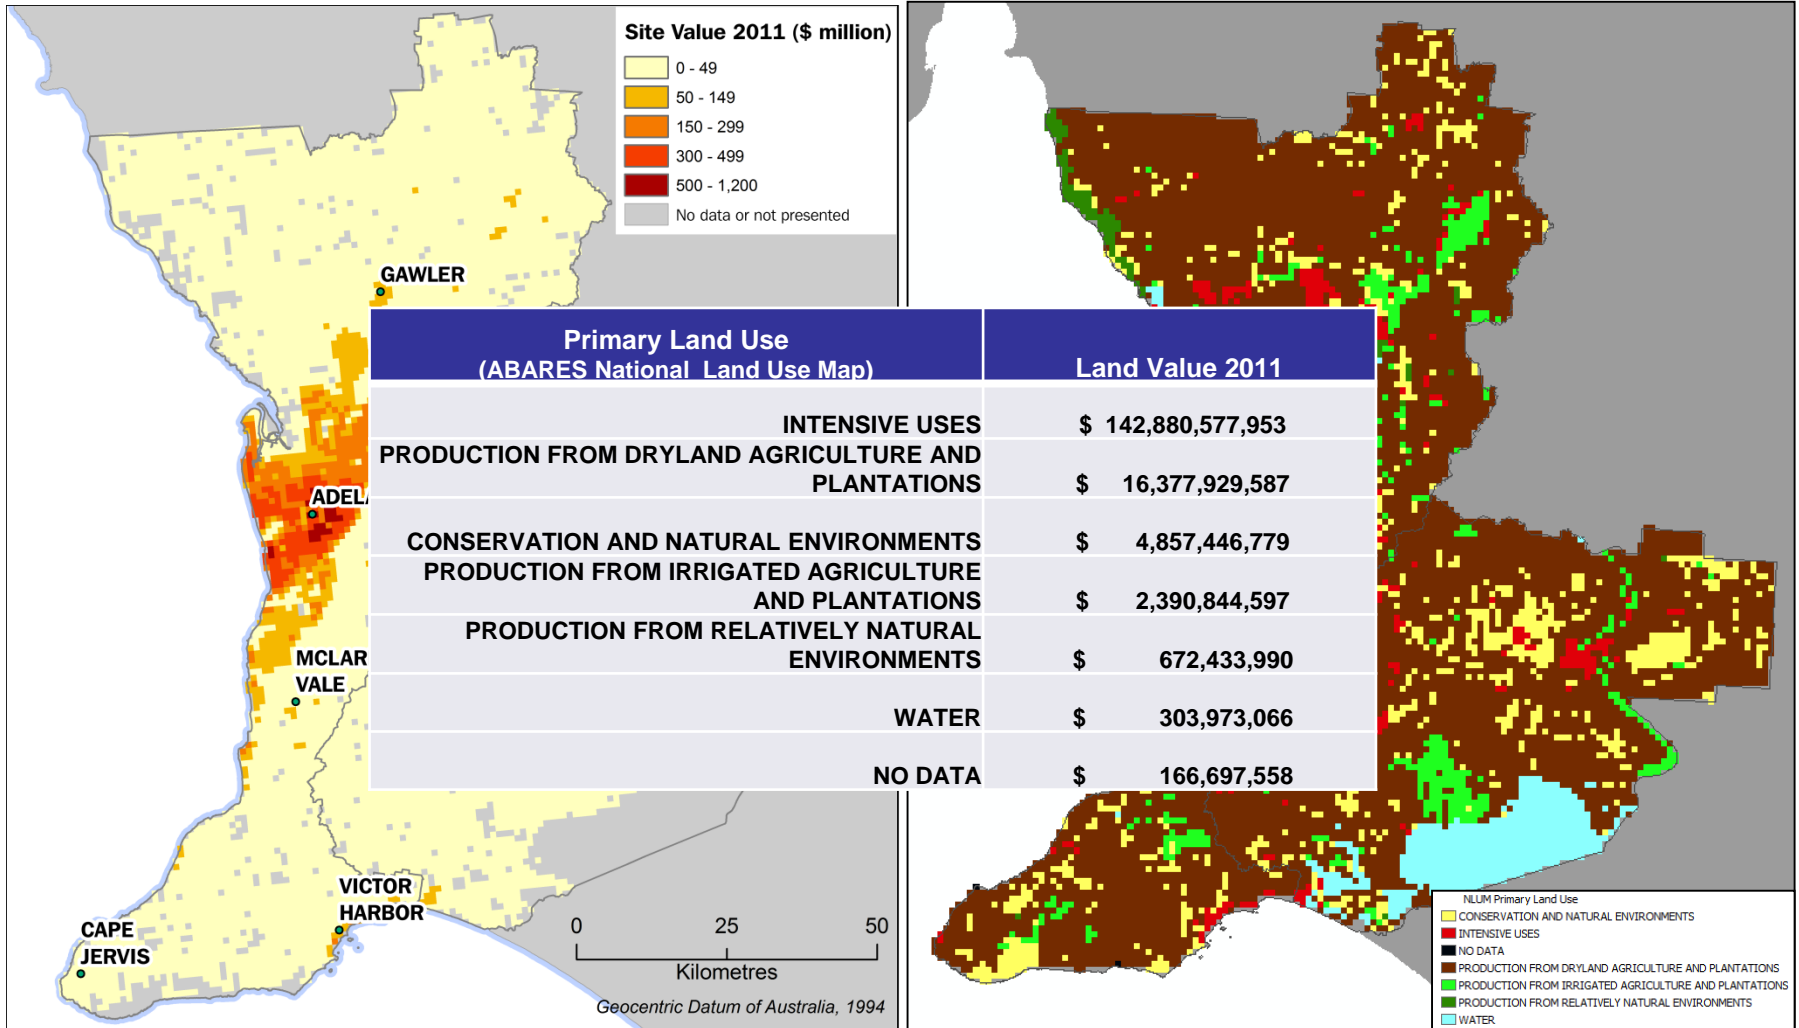 Site Value 2011 ($ million)
0 - 49
50 - 149
150 - 299
300 - 499
500 - 1,200
No data or not presented
GAWLER
ADEL
MCLAR
VALE
VICTOR
HARBOR
CAPE
JERVIS
0 25 50
Kilometres
Geocentric Datum of Australia, 1994
Primary Land Use
(ABARES National Land Use Map)
Land Value 2011
INTENSIVE USES $ 142,880,577,953
PRODUCTION FROM DRYLAND AGRICULTURE AND
PLANTATIONS $ 16,377,929,587
CONSERVATION AND NATURAL ENVIRONMENTS $ 4,857,446,779
PRODUCTION FROM IRRIGATED AGRICULTURE
AND PLANTATIONS $ 2,390,844,597
PRODUCTION FROM RELATIVELY NATURAL
ENVIRONMENTS $ 672,433,990
WATER $ 303,973,066
NO DATA $ 166,697,558
NLUM Primary Land Use
CONSERVATION AND NATURAL ENVIRONMENTS
INTENSIVE USES
NO DATA
PRODUCTION FROM DRYLAND AGRICULTURE AND PLANTATIONS
PRODUCTION FROM IRRIGATED AGRICULTURE AND PLANTATIONS
PRODUCTION FROM RELATIVELY NATURAL ENVIRONMENTS
WATER